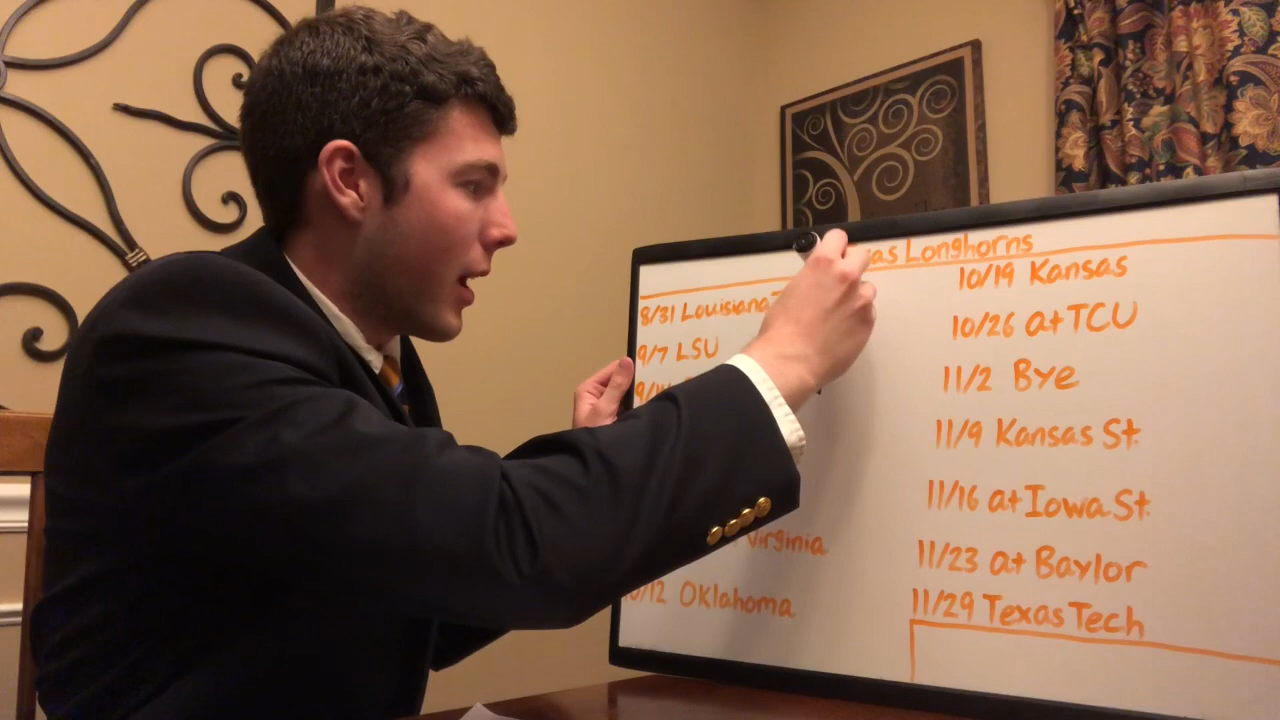 Longhorns
8/31 Louisiana
9/7 LSU
Virginia
10/12 Oklahoma
10/19 Kansas
10/26 at TCU
11/2 Bye
11/9 Kansas St.
11/16 at Iowa St.
11/23 at Baylor
11/29 Texas Tech